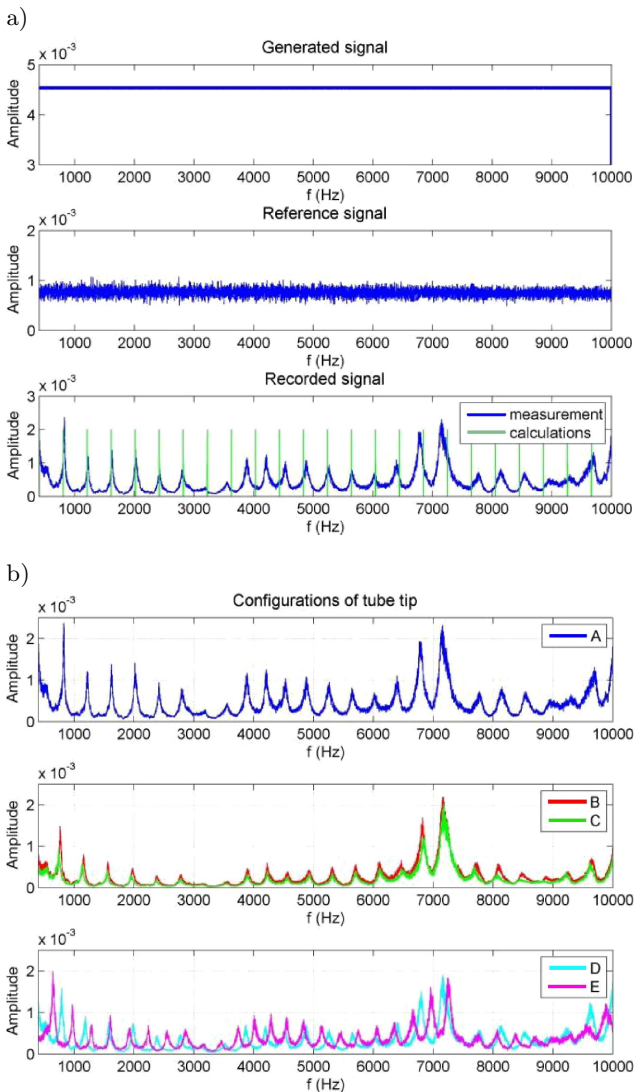 a)
Generated signal
x 10⁻³
5
4
3
Amplitude
1000 2000 3000 4000 5000 6000 7000 8000 9000 10000
f (Hz)
Reference signal
x 10⁻³
2
1
0
Amplitude
1000 2000 3000 4000 5000 6000 7000 8000 9000 10000
f (Hz)
Recorded signal
x 10⁻³
3
2
1
0
Amplitude
measurement
calculations
1000 2000 3000 4000 5000 6000 7000 8000 9000 10000
f (Hz)
b)
Configurations of tube tip
x 10⁻³
2
1
0
Amplitude
A
1000 2000 3000 4000 5000 6000 7000 8000 9000 10000
f (Hz)
x 10⁻³
2
1
0
Amplitude
B
C
1000 2000 3000 4000 5000 6000 7000 8000 9000 10000
f (Hz)
x 10⁻³
2
1
0
Amplitude
D
E
1000 2000 3000 4000 5000 6000 7000 8000 9000 10000
f (Hz)